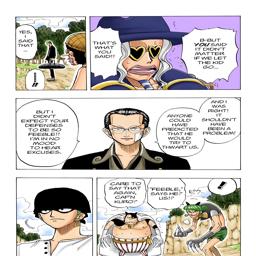 YES,
I
SAID
THAT
...
!!
THAT'S
WHAT
YOU
SAID!!
B-BUT
YOU SAID
IT DIDN'T
MATTER
IF WE LET
THE KID
GO...
BUT I
DIDN'T
EXPECT YOUR
DEFENSES
TO BE SO
FEEBLE!!
I'M IN NO
MOOD
TO HEAR
EXCUSES.
ANYONE
COULD
HAVE
PREDICTED
THAT HE
WOULD
TRY TO
THWART US.
AND I
WAS
RIGHT.
IT
SHOULDN'T
HAVE BEEN A
PROBLEM!
CARE TO
SAY THAT
AGAIN,
CAP'N
KURO?
"FEEBLE,"
SAYS HE?
US!?